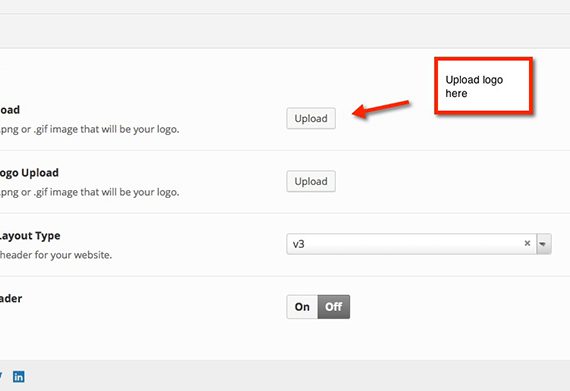 Upload logo
here
oad
Upload
.png or .gif image that will be your logo.
ogo Upload
Upload
.png or .gif image that will be your logo.
Layout Type
v3 ×
header for your website.
ader
On Off
in